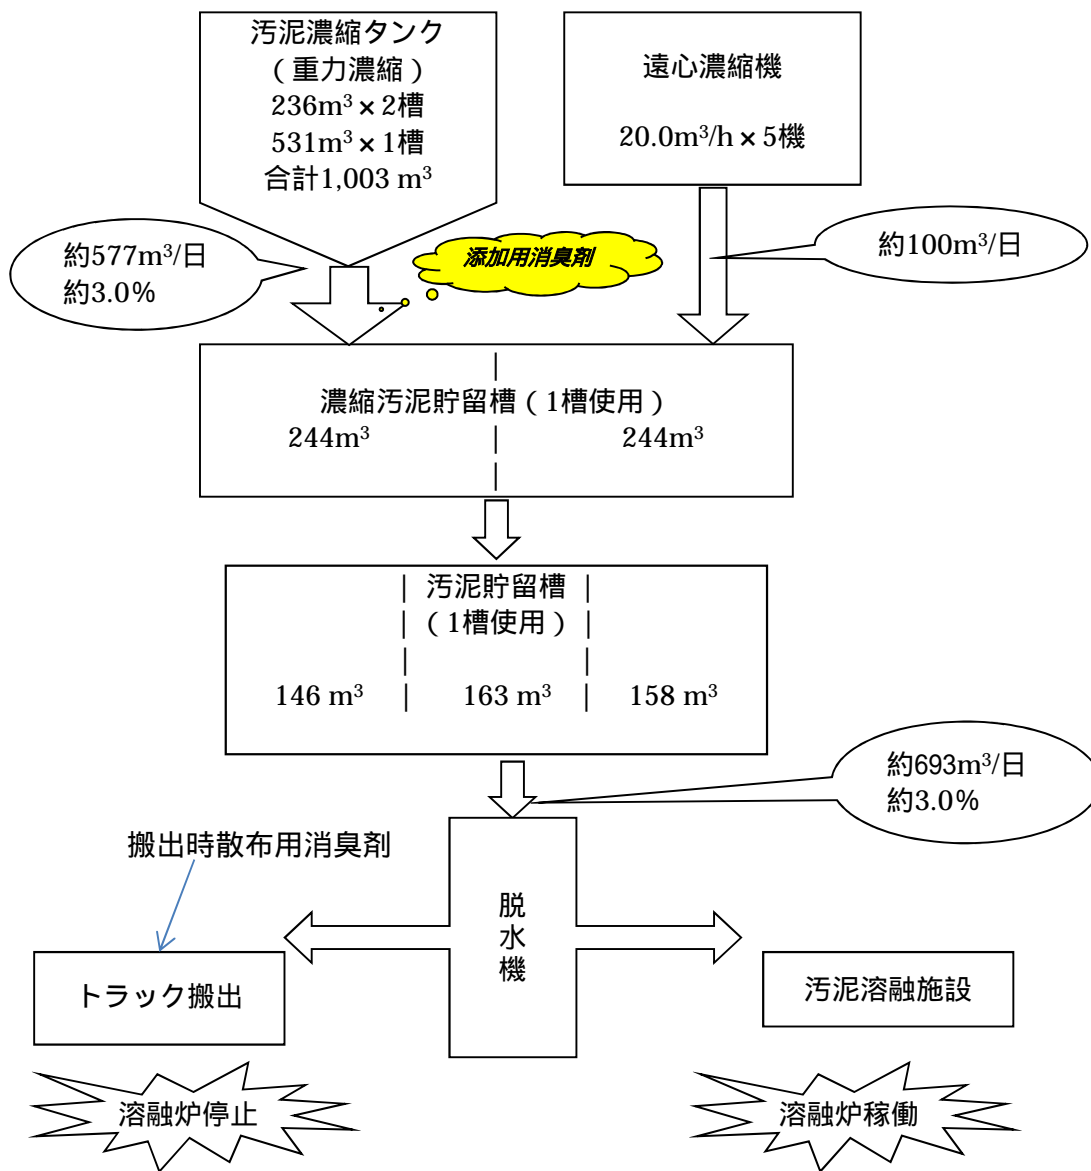 汚泥濃縮タンク
（重力濃縮）
236m³×2槽
531m³×1槽
合計1,003 m³
遠心濃縮機
20.0m³/h×5機
約577m³/日
約3.0%
添加用消臭剤
約100m³/日
濃縮汚泥貯留槽（1槽使用）
244m³ 244m³
汚泥貯留槽
（1槽使用）
146 m³ 163 m³ 158 m³
約693m³/日
約3.0%
搬出時散布用消臭剤
脱
水
機
トラック搬出
汚泥溶融施設
溶融炉停止
溶融炉稼働